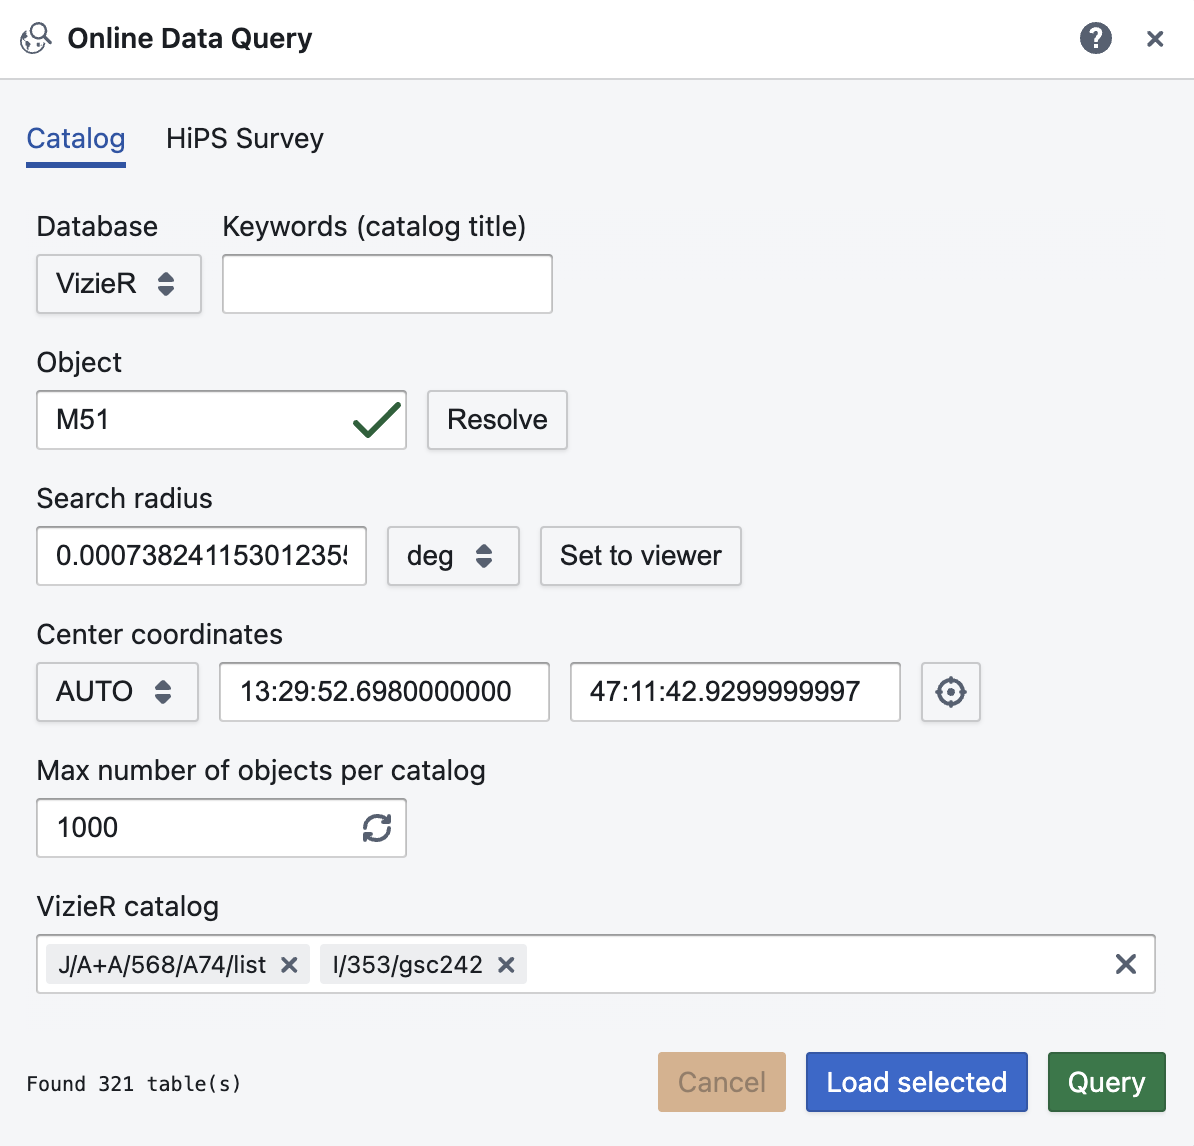 Online Data Query
Catalog HiPS Survey
Database Keywords (catalog title)
VizieR
Object
M51 Resolve
Search radius
0.00073824115301235 deg Set to viewer
Center coordinates
AUTO 13:29:52.6980000000 47:11:42.9299999997
Max number of objects per catalog
1000
VizieR catalog
J/A+A/568/A74/list I/353/gsc242
Found 321 table(s) Cancel Load selected Query